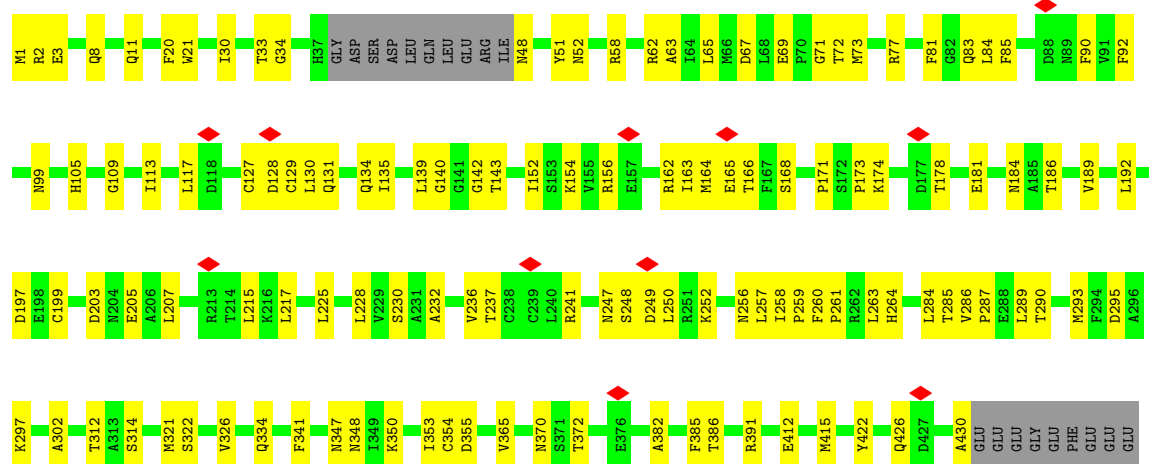 M1 R2 E3 Q8 Q11 F20 W21 I30 T33 G34 H37 GLY ASP SER ASP LEU GLN LEU GLU ARG ILE N48 Y51 N52 R58 R62 A63 I64 L65 M66 D67 L68 E69 P70 G71 T72 M73 R77 F81 G82 Q83 L84 F85 D88 N89 F90 V91 F92
N99 H105 G109 I113 L117 D118 C127 D128 C129 L130 Q131 Q134 I135 L139 G140 G141 G142 T143 I152 S153 K154 V155 R156 E157 R162 I163 M164 E165 T166 F167 S168 P171 S172 P173 K174 D177 T178 E181 N184 A185 T186 V189 L192
D197 E198 C199 D203 N204 E205 A206 L207 R213 T214 L215 K216 L217 L225 L228 V229 S230 A231 A232 V236 T237 C238 C239 L240 R241 N247 S248 D249 L250 R251 K252 N256 L257 I258 P259 F260 P261 R262 L263 H264 L284 T285 V286 P287 E288 L289 T290 M293 F294 D295 A296
K297 A302 T312 A313 S314 M321 S322 V326 Q334 F341 N347 N348 I349 K350 I353 C354 D355 V365 N370 S371 T372 E376 A382 F385 T386 R391 E412 M415 Y422 Q426 D427 A430 GLU GLU GLU GLY GLU PHE GLU GLU GLU